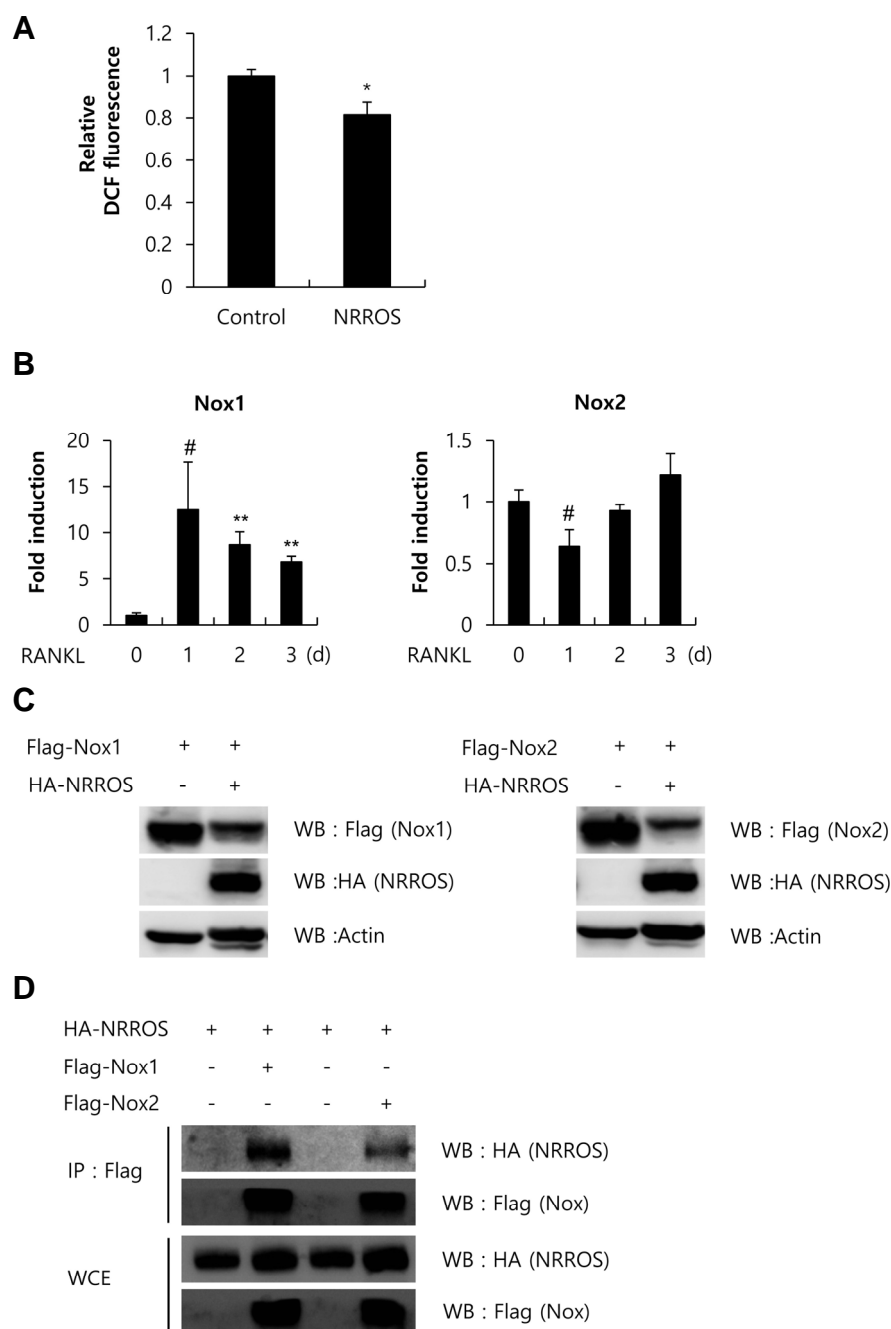 A
Relative
DCF fluorescence
1.2
1
0.8
0.6
0.4
0.2
0
*
Control NRROS
B
Nox1
Fold induction
20
15
10
5
0
#
**
**
RANKL 0 1 2 3 (d)
Nox2
Fold induction
1.5
1
0.5
0
#
RANKL 0 1 2 3 (d)
C
Flag-Nox1 + +
HA-NRROS - +
WB : Flag (Nox1)
WB :HA (NRROS)
WB :Actin
Flag-Nox2 + +
HA-NRROS - +
WB : Flag (Nox2)
WB :HA (NRROS)
WB :Actin
D
HA-NRROS + + + +
Flag-Nox1 - + - -
Flag-Nox2 - - - +
IP : Flag
WB : HA (NRROS)
WB : Flag (Nox)
WCE
WB : HA (NRROS)
WB : Flag (Nox)